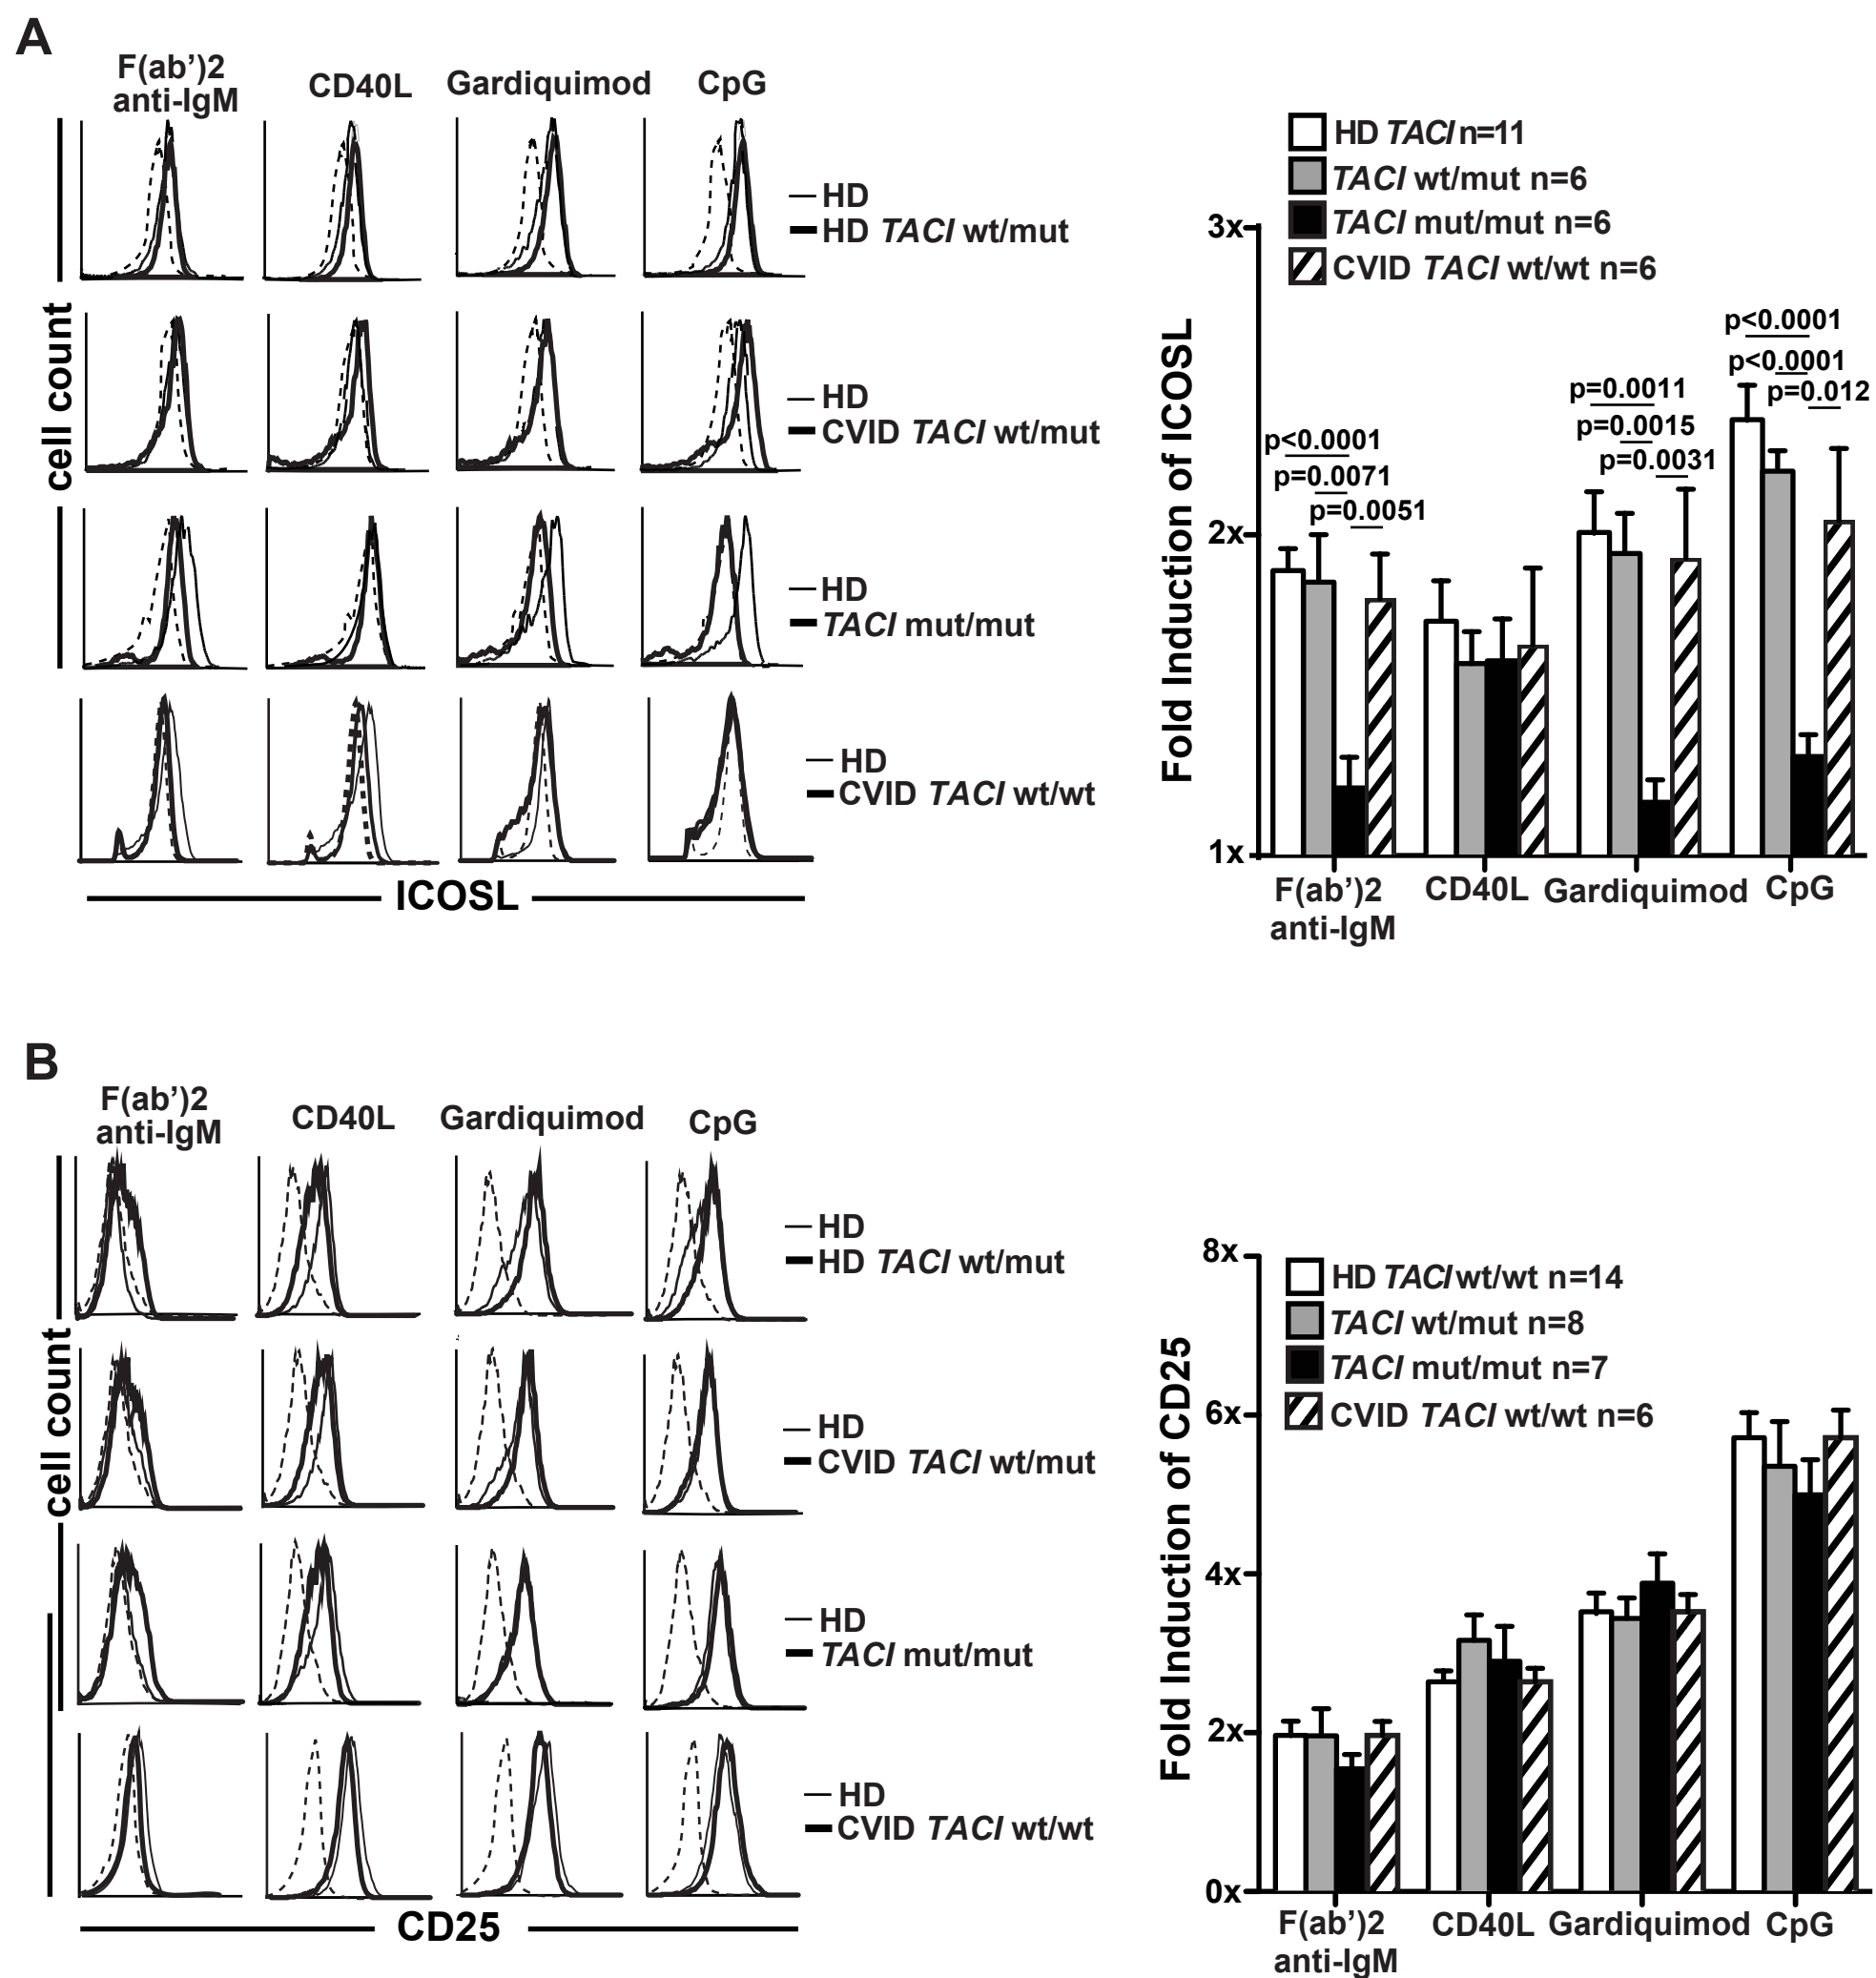 A
F(ab')2
anti-IgM
CD40L
Gardiquimod
CpG
HD
HD TACI wt/mut
HD
CVID TACI wt/mut
HD
TACI mut/mut
HD
CVID TACI wt/wt
cell count
ICOSL
HD TACI n=11
TACI wt/mut n=6
TACI mut/mut n=6
CVID TACI wt/wt n=6
Fold Induction of ICOSL
3x
2x
1x
p<0.0001
p=0.0071
p=0.0051
p=0.0011
p=0.0015
p=0.0031
p<0.0001
p<0.0001
p=0.012
F(ab')2
anti-IgM
CD40L
Gardiquimod
CpG
B
F(ab')2
anti-IgM
CD40L
Gardiquimod
CpG
HD
HD TACI wt/mut
HD
CVID TACI wt/mut
HD
TACI mut/mut
HD
CVID TACI wt/wt
cell count
CD25
HD TACI wt/wt n=14
TACI wt/mut n=8
TACI mut/mut n=7
CVID TACI wt/wt n=6
Fold Induction of CD25
8x
6x
4x
2x
0x
F(ab')2
anti-IgM
CD40L
Gardiquimod
CpG